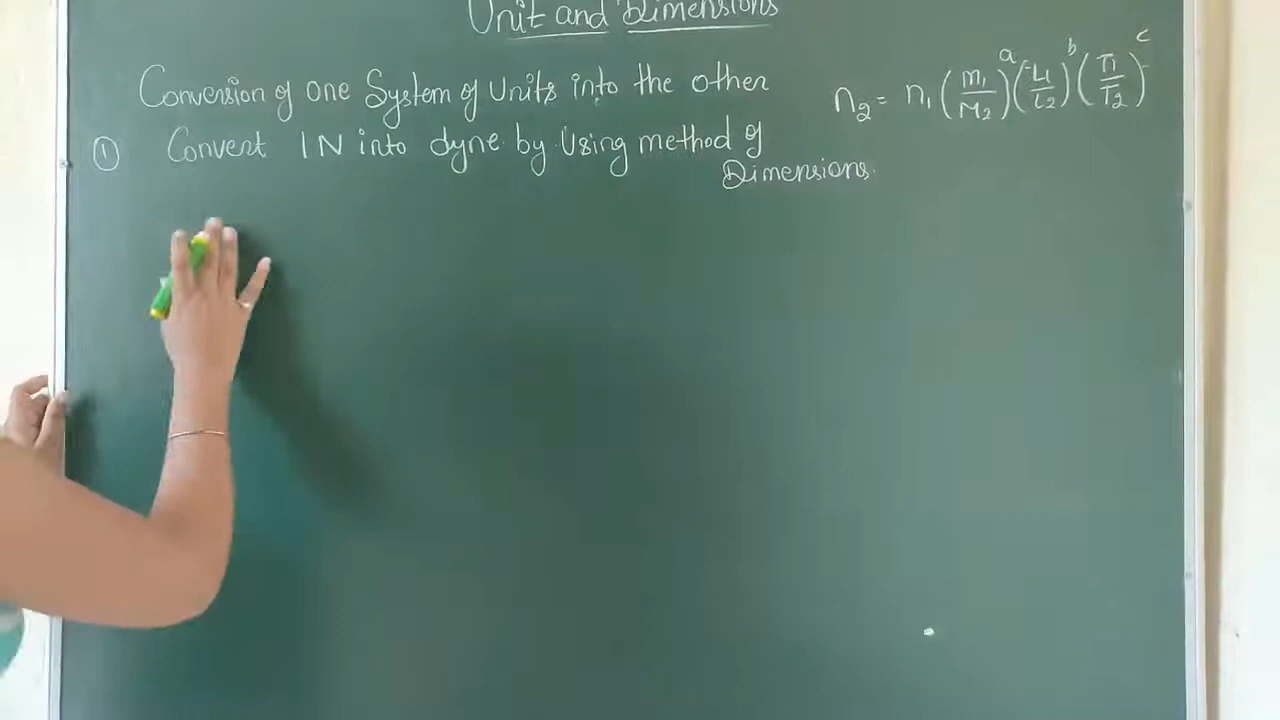 Unit and Dimensions
Conversion of one System of Units into the other
n₂ = n₁ (M₁/M₂)ᵃ (L₁/L₂)ᵇ (T₁/T₂)ᶜ
① Convert 1 N into dyne by Using method of
Dimensions.